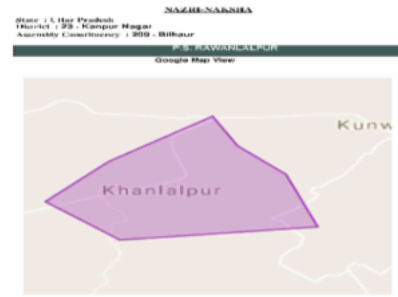 NAZRI-NAKSHA
State : Uttar Pradesh
District : 23 - Kanpur Nagar
Assembly Constituency : 209 - Bilhaur
P.S. RAWANLALPUR
Google Map View
Kunw
Khanlalpur